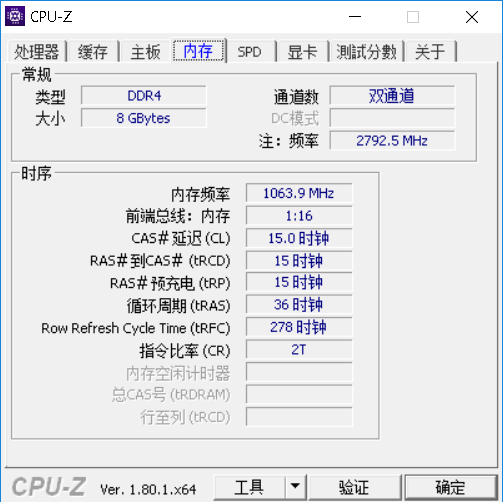 CPU-Z
处理器 缓存 主板 内存 SPD 显卡 測試分數 关于
常规
类型 DDR4 通道数 双通道
大小 8 GBytes DC模式
注：频率 2792.5 MHz
时序
内存频率 1063.9 MHz
前端总线：内存 1:16
CAS# 延迟 (CL) 15.0 时钟
RAS# 到CAS# (tRCD) 15 时钟
RAS# 预充电 (tRP) 15 时钟
循环周期 (tRAS) 36 时钟
Row Refresh Cycle Time (tRFC) 278 时钟
指令比率 (CR) 2T
内存空闲计时器
总CAS号 (tRDRAM)
行至列 (tRCD)
CPU-Z Ver. 1.80.1.x64 工具 验证 确定